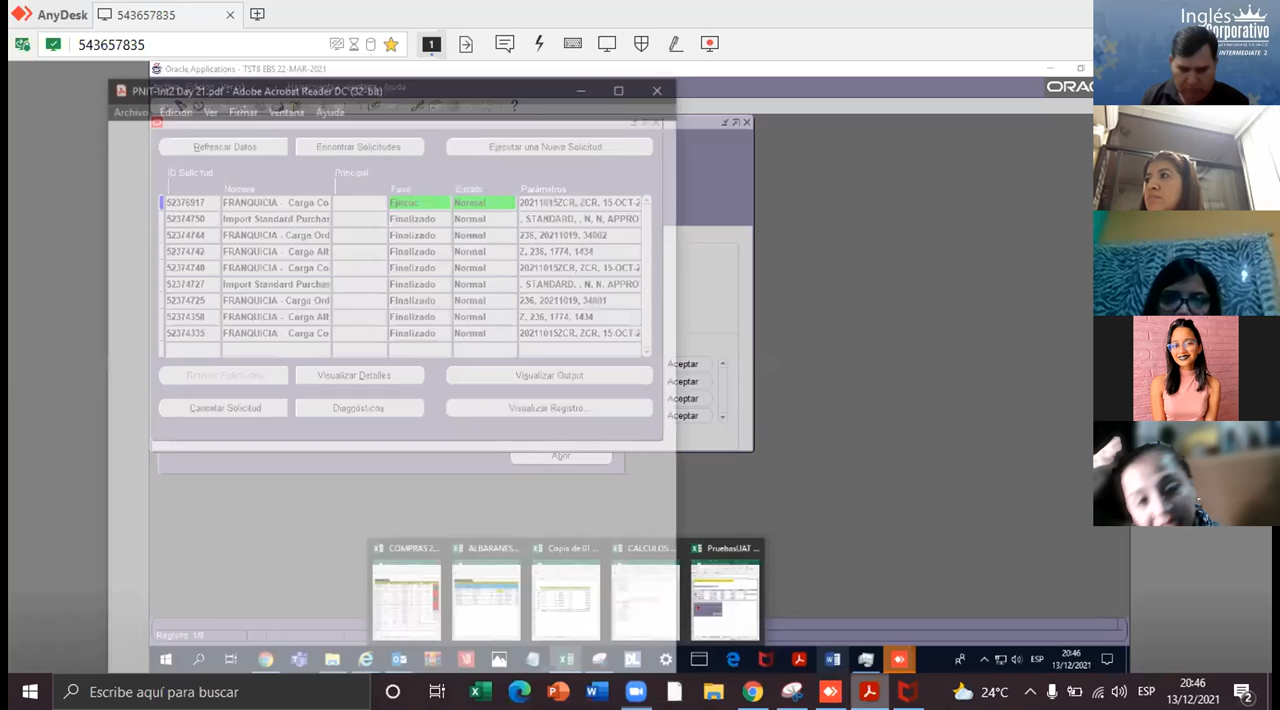 AnyDesk
543657835
543657835
1
Inglés
Corporativo
INTERMEDIATE 2
Oracle Applications - TST8 EBS 22-MAR-2021
ORAC
PNIT-Int2 Day 21.pdf - Adobe Acrobat Reader DC (32-bit)
Archivo Edición Ver Firmar Ventana Ayuda
Refrescar Datos Encontrar Solicitudes Ejecutar una Nueva Solicitud
ID Solicitud Principal
Nombre Fase Estado Parámetros
52376917 FRANQUICIA - Carga Co Ejecuc Normal 20211015ZCR, ZCR, 15-OCT-2
52374750 Import Standard Purchas Finalizado Normal , STANDARD, , N, N, APPRO
52374744 FRANQUICIA - Carga Ord Finalizado Normal 236, 20211019, 34002
52374742 FRANQUICIA - Carga Alb Finalizado Normal Z, 236, 1774, 1434
52374740 FRANQUICIA - Carga Co Finalizado Normal 20211015ZCR, ZCR, 15-OCT-2
52374727 Import Standard Purchas Finalizado Normal , STANDARD, , N, N, APPRO
52374725 FRANQUICIA - Carga Ord Finalizado Normal 236, 20211019, 34001
52374358 FRANQUICIA - Carga Alb Finalizado Normal Z, 236, 1774, 1434
52374335 FRANQUICIA Carga Co Finalizado Normal 20211015ZCR, ZCR, 15-OCT-2
Aceptar
Aceptar
Aceptar
Aceptar
Visualizar Detalles Visualizar Output
Cancelar Solicitud Diagnósticos Visualizar Registro...
Abrir
COMPRAS 2... ALBARANES... Copia de 01 ... CALCULOS PruebasUAT ...
Registro: 1/9
20:46
ESP
13/12/2021
Escribe aquí para buscar
24°C
ESP
20:46
13/12/2021
2